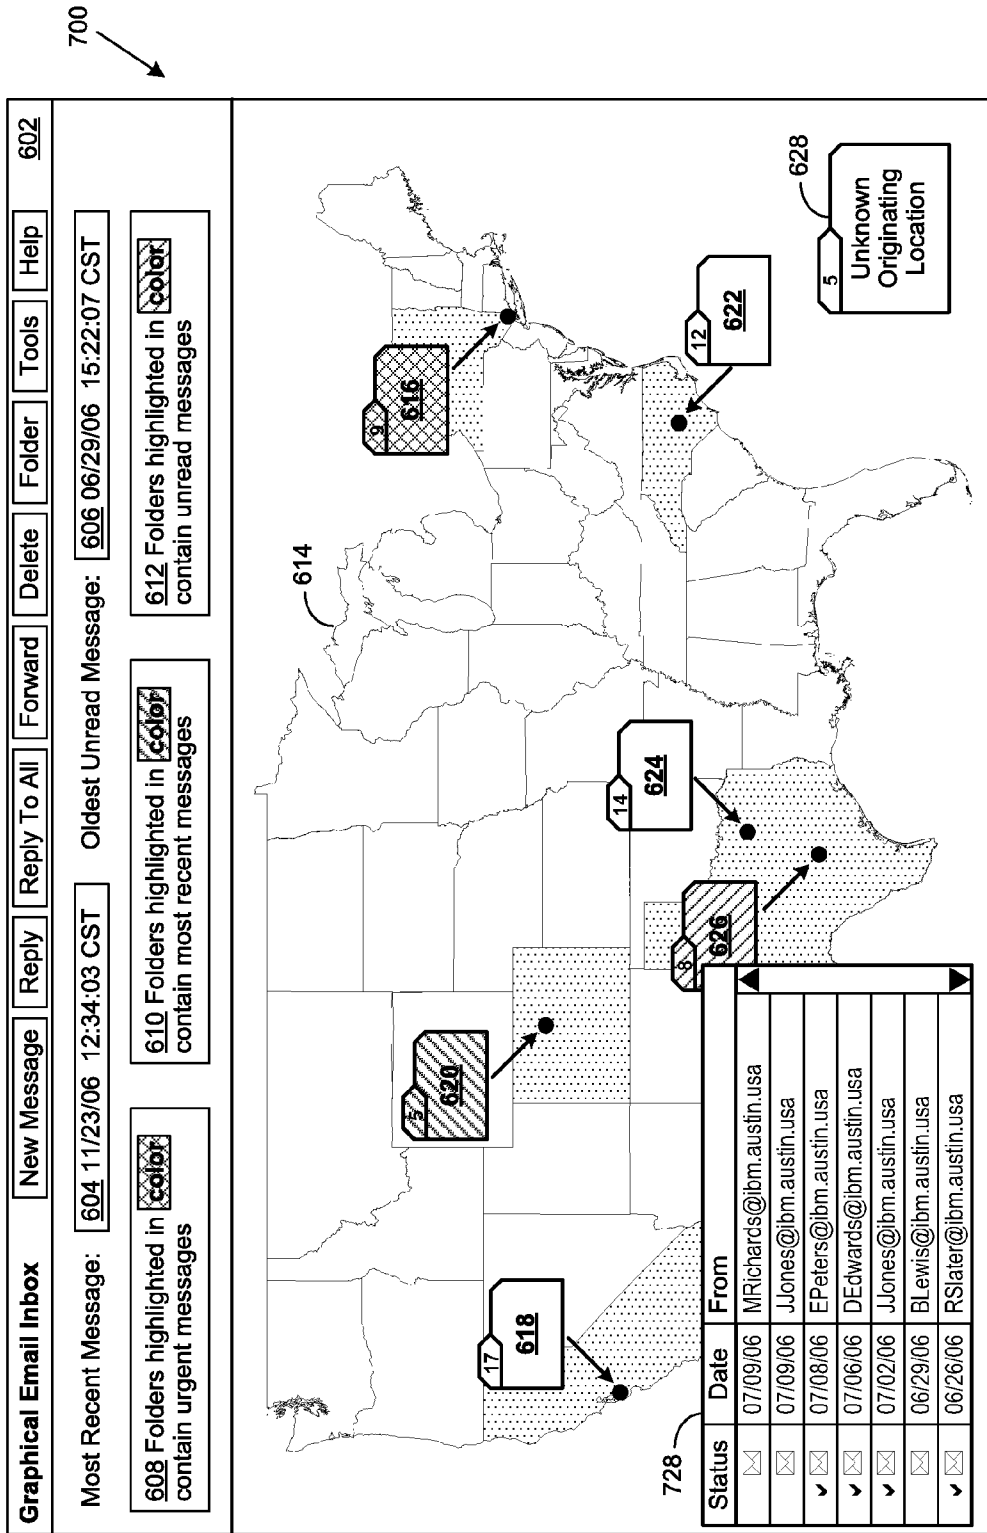 700
Graphical Email Inbox New Message Reply Reply To All Forward Delete Folder Tools Help 602
Most Recent Message: 604 11/23/06 12:34:03 CST Oldest Unread Message: 606 06/29/06 15:22:07 CST
608 Folders highlighted in color
contain urgent messages
610 Folders highlighted in color
contain most recent messages
612 Folders highlighted in color
contain unread messages
614
9
616
17
618
5
620
12
622
14
624
8
626
5
Unknown
Originating
Location
628
728
Status Date From
07/09/06 MRichards@ibm.austin.usa
07/09/06 JJones@ibm.austin.usa
07/08/06 EPeters@ibm.austin.usa
07/06/06 DEdwards@ibm.austin.usa
07/02/06 JJones@ibm.austin.usa
06/29/06 BLewis@ibm.austin.usa
06/26/06 RSlater@ibm.austin.usa